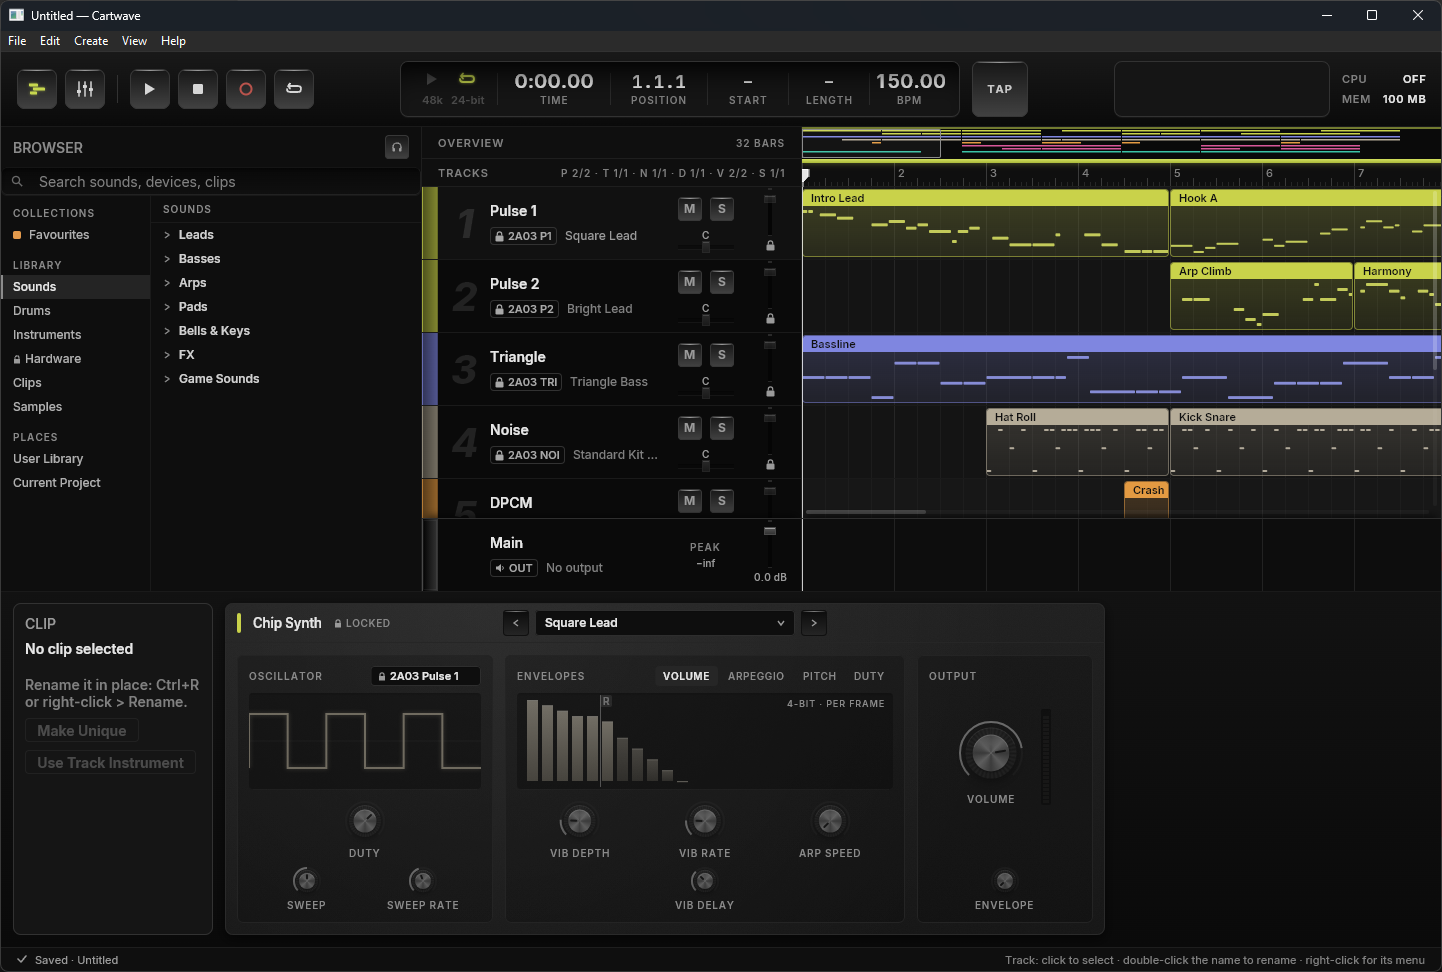 Untitled — Cartwave
File Edit Create View Help
48k 24-bit
0:00.00
TIME
1.1.1
POSITION
–
START
–
LENGTH
150.00
BPM
TAP
CPU OFF
MEM 100 MB
BROWSER
Search sounds, devices, clips
COLLECTIONS
Favourites
LIBRARY
Sounds
Drums
Instruments
Hardware
Clips
Samples
PLACES
User Library
Current Project
SOUNDS
> Leads
> Basses
> Arps
> Pads
> Bells & Keys
> FX
> Game Sounds
OVERVIEW 32 BARS
TRACKS P 2/2 · T 1/1 · N 1/1 · D 1/1 · V 2/2 · S 1/1
1 2 3 4 5 6 7
1 Pulse 1 M S
2A03 P1 Square Lead C
Intro Lead Hook A
2 Pulse 2 M S
2A03 P2 Bright Lead C
Arp Climb Harmony
3 Triangle M S
2A03 TRI Triangle Bass C
Bassline
4 Noise M S
2A03 NOI Standard Kit ... C
Hat Roll Kick Snare
5 DPCM M S
Crash
Main
OUT No output
PEAK
-inf
0.0 dB
CLIP
No clip selected
Rename it in place: Ctrl+R
or right-click > Rename.
Make Unique
Use Track Instrument
Chip Synth LOCKED
< Square Lead >
OSCILLATOR 2A03 Pulse 1
DUTY
SWEEP SWEEP RATE
ENVELOPES VOLUME ARPEGGIO PITCH DUTY
R
4-BIT · PER FRAME
VIB DEPTH VIB RATE ARP SPEED
VIB DELAY
OUTPUT
VOLUME
ENVELOPE
Saved · Untitled
Track: click to select · double-click the name to rename · right-click for its menu